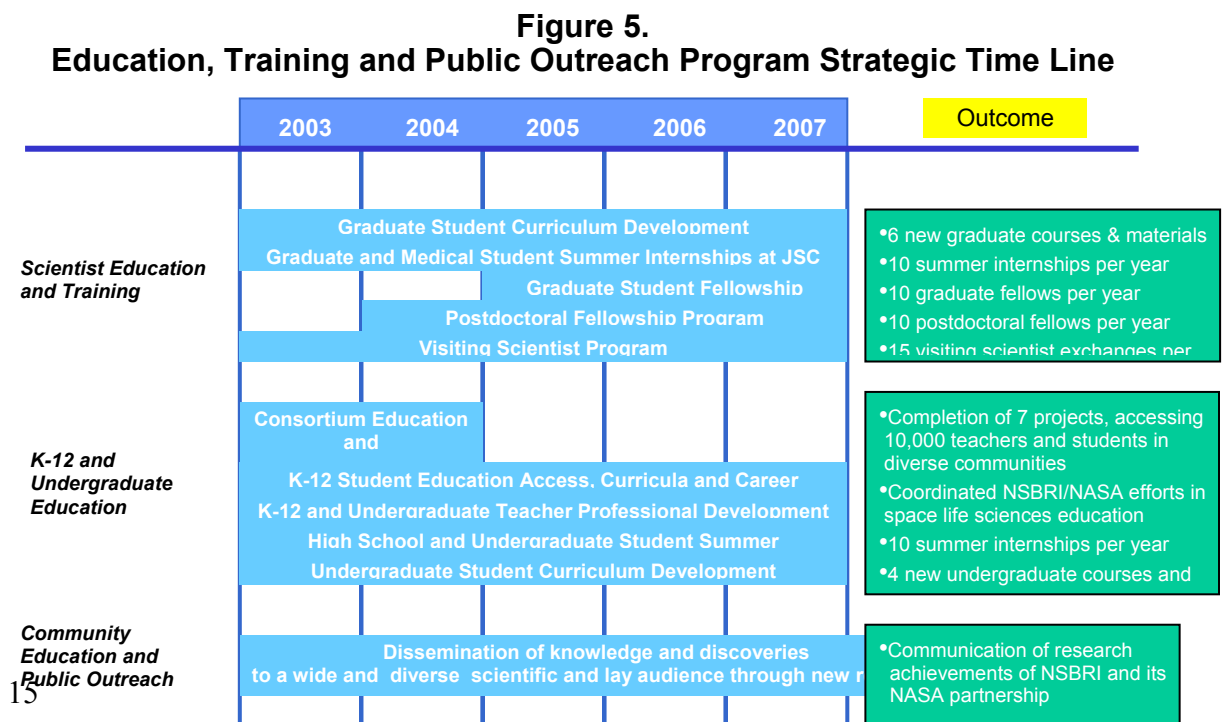 Figure 5.
Education, Training and Public Outreach Program Strategic Time Line
2003 2004 2005 2006 2007
Outcome
Scientist Education
and Training
Graduate Student Curriculum Development
Graduate and Medical Student Summer Internships at JSC
Graduate Student Fellowship
Postdoctoral Fellowship Program
Visiting Scientist Program
•6 new graduate courses & materials
•10 summer internships per year
•10 graduate fellows per year
•10 postdoctoral fellows per year
•15 visiting scientist exchanges per
K-12 and
Undergraduate
Education
Consortium Education
and
K-12 Student Education Access, Curricula and Career
K-12 and Undergraduate Teacher Professional Development
High School and Undergraduate Student Summer
Undergraduate Student Curriculum Development
•Completion of 7 projects, accessing
10,000 teachers and students in
diverse communities
•Coordinated NSBRI/NASA efforts in
space life sciences education
•10 summer internships per year
•4 new undergraduate courses and
Community
Education and
Public Outreach
Dissemination of knowledge and discoveries
to a wide and diverse scientific and lay audience through new r
•Communication of research
achievements of NSBRI and its
NASA partnership
15